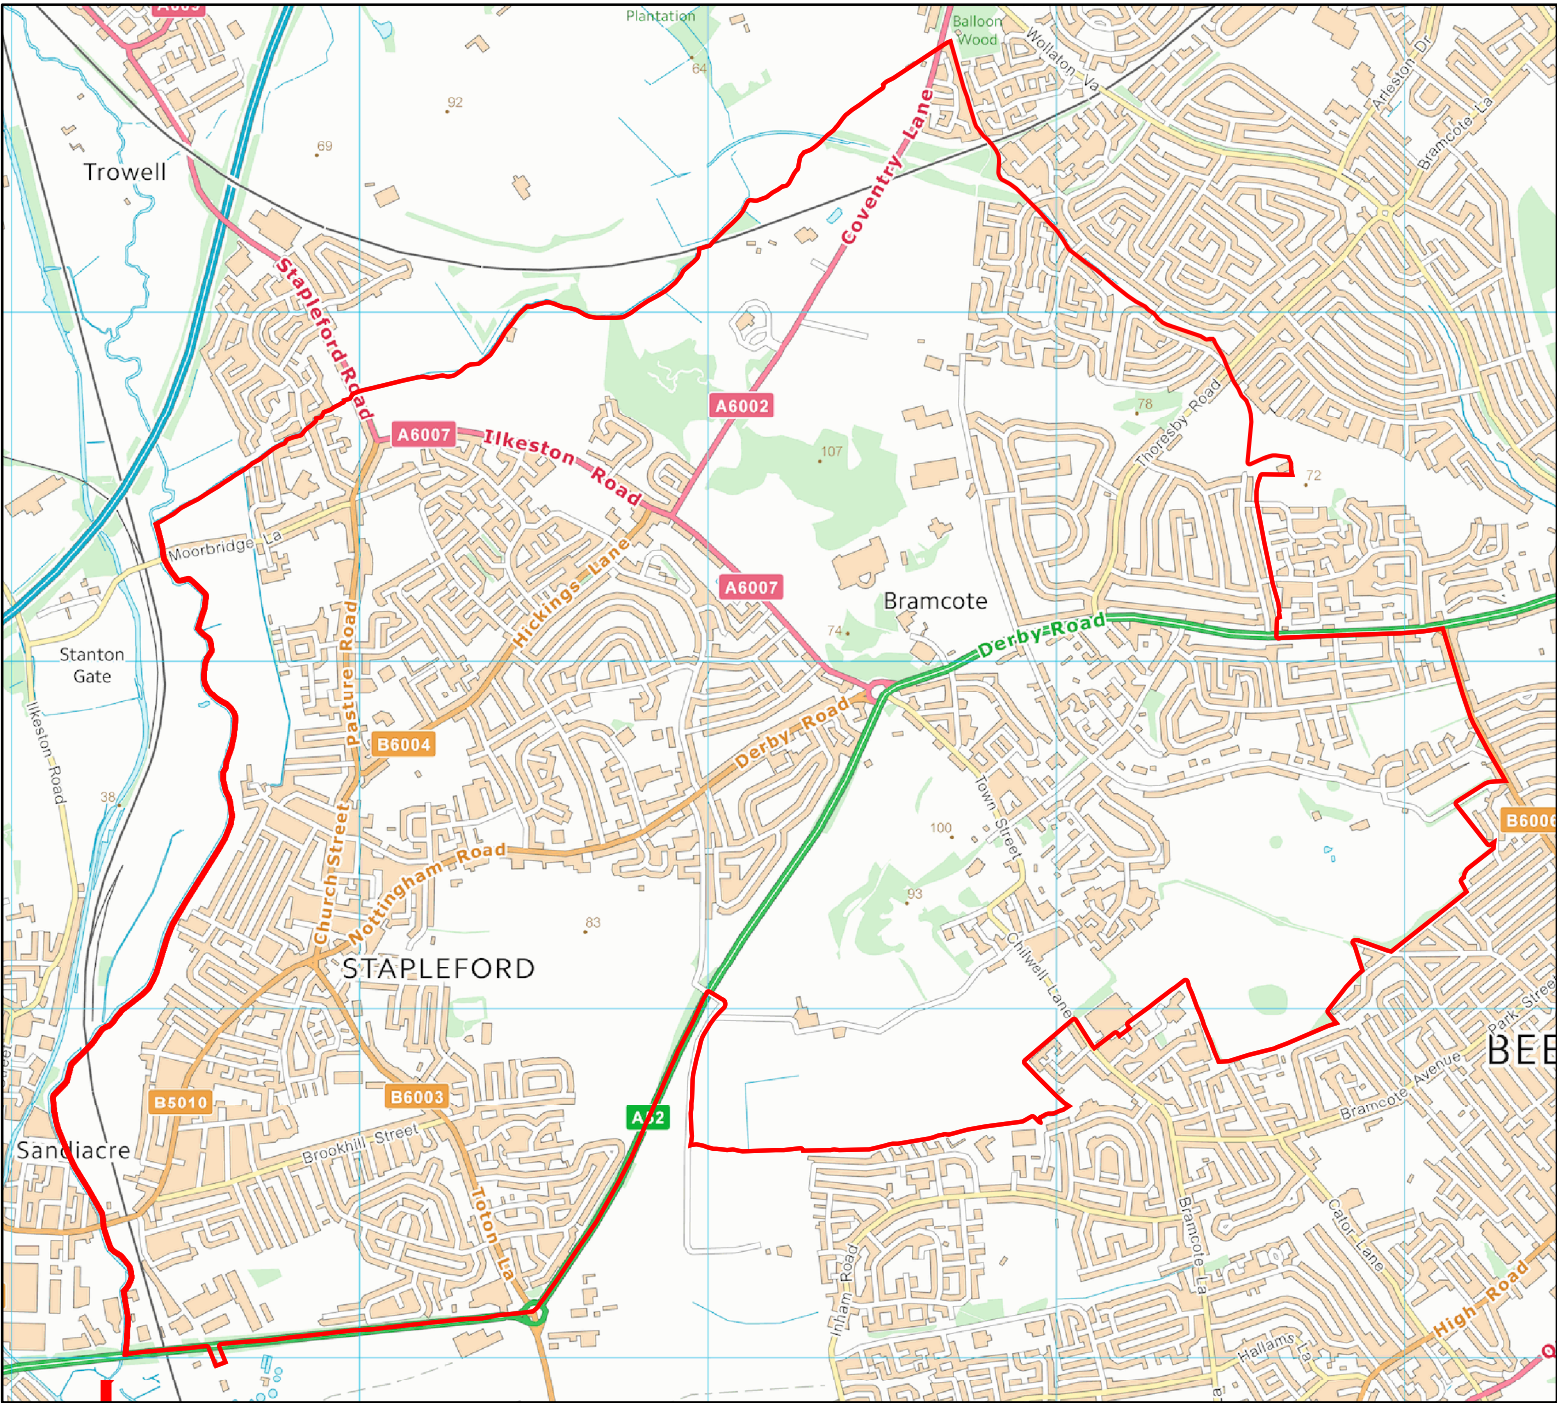 Plantation
Balloon
Wood
Wollaton Va
Arleston Dr
Bramcote La
64
92
69
Trowell
Coventry Lane
Stapleford Road
A6002
78
Thoresby Road
A6007
Ilkeston Road
107
72
Moorbridge La
Hickings Lane
A6007
Bramcote
Derby Road
74
Stanton
Gate
Pasture Road
Ilkeston Road
B6004
Derby Road
38
Town Street
100
B6006
Church Street
Nottingham Road
93
83
STAPLEFORD
Chilwell Lane
Park Street
BEE
Bramcote Avenue
B5010
B6003
A52
Brookhill Street
Sandiacre
Toton La
Bramcote La
Cator Lane
Inham Road
High Road
Hallams La